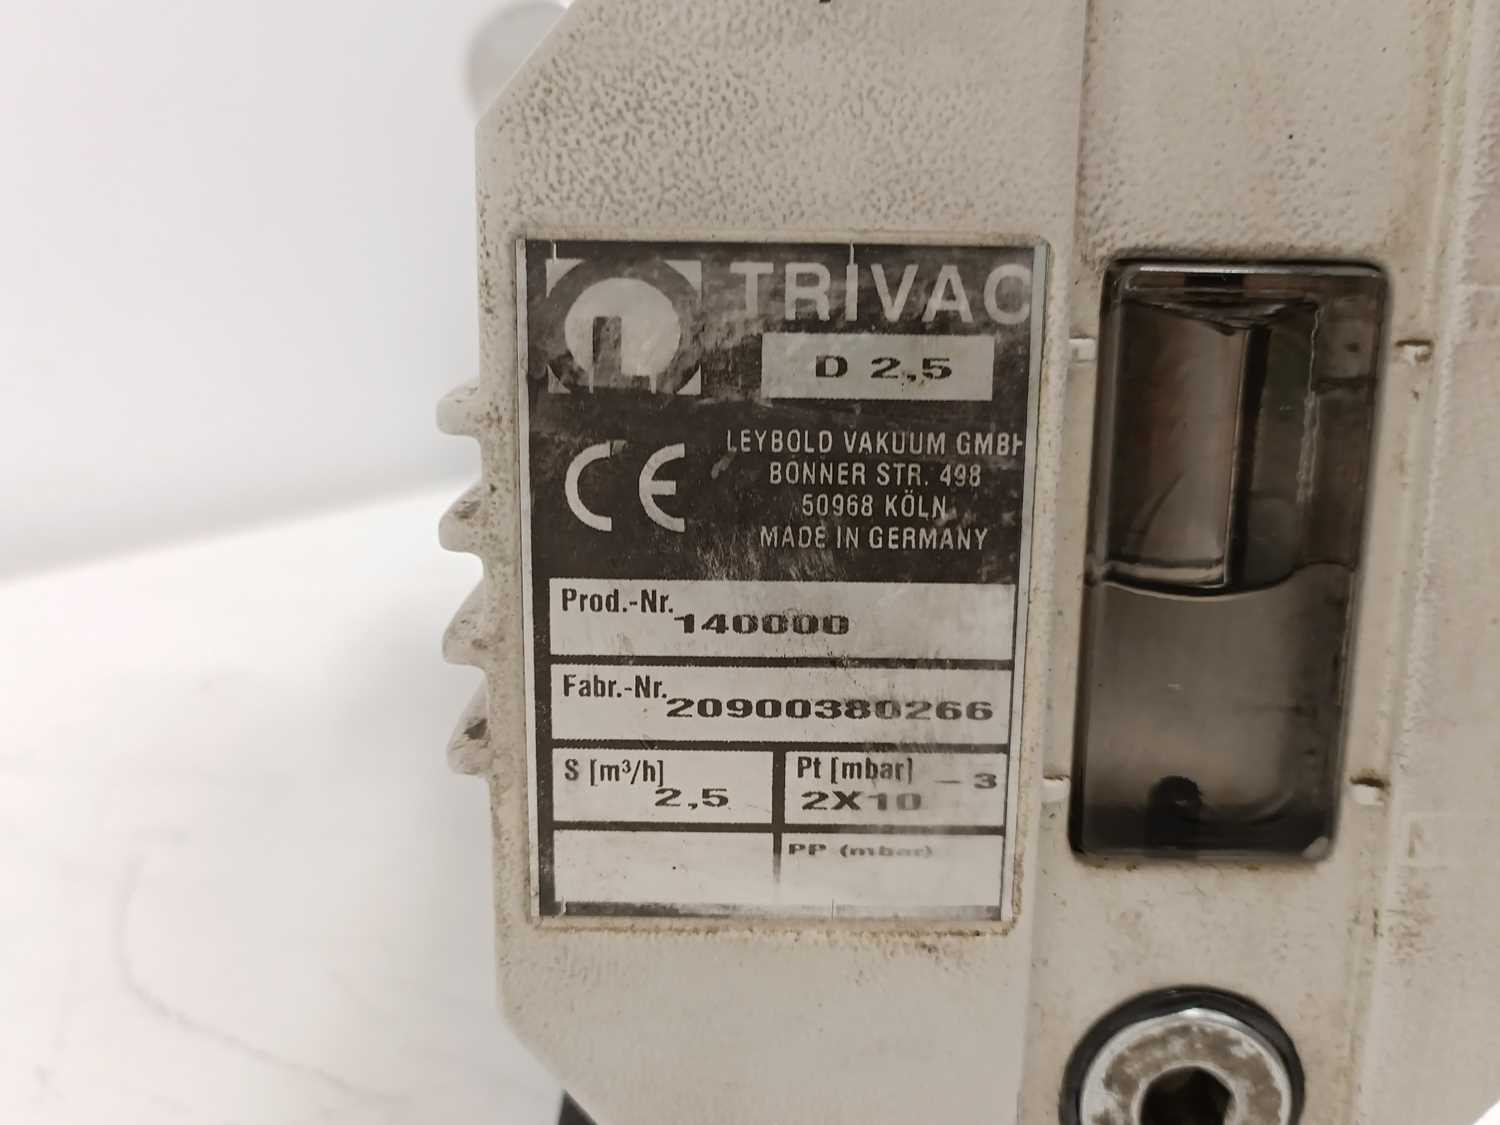 TRIVAC
D 2,5
CE
LEYBOLD VAKUUM GMBH
BONNER STR. 498
50968 KÖLN
MADE IN GERMANY
Prod.-Nr. 140000
Fabr.-Nr. 20900380266
S [m³/h] 2,5
Pt [mbar] 2X10 -3
PP (mbar)